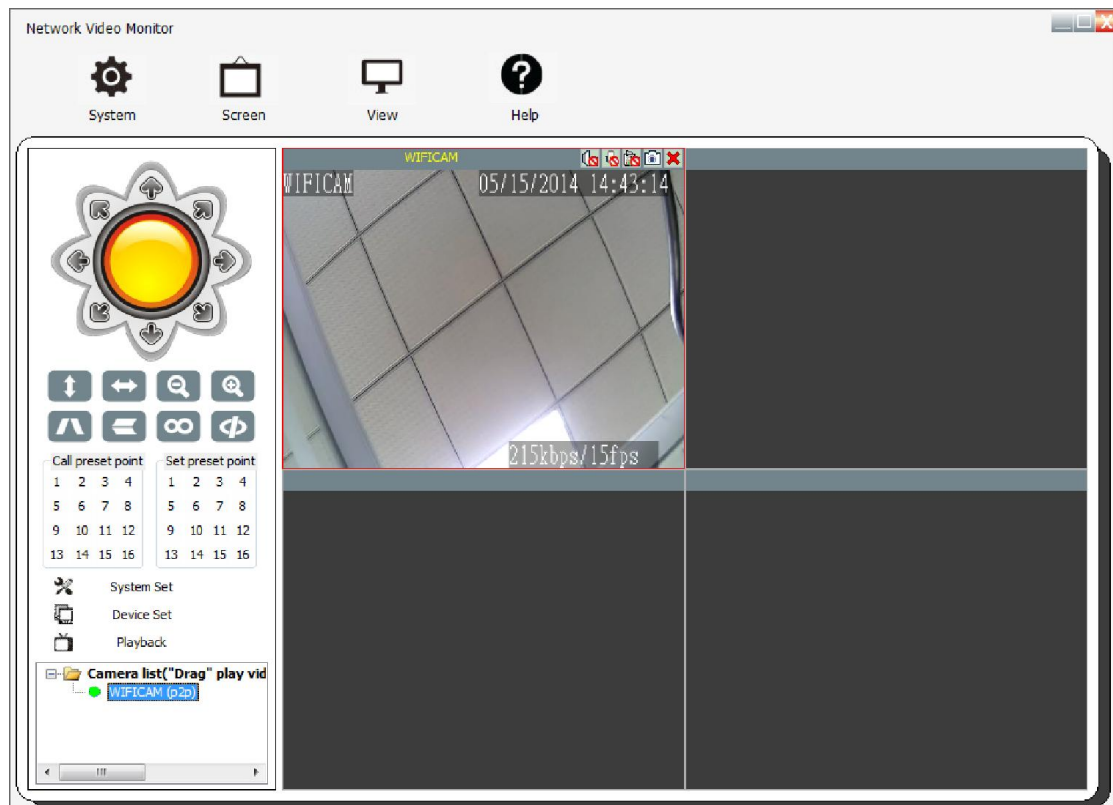 Network Video Monitor
System Screen View Help
WIFICAM
WIFICAM 05/15/2014 14:43:14
215kbps/15fps
Call preset point Set preset point
1 2 3 4 1 2 3 4
5 6 7 8 5 6 7 8
9 10 11 12 9 10 11 12
13 14 15 16 13 14 15 16
System Set
Device Set
Playback
Camera list("Drag" play vid
WIFICAM (p2p)